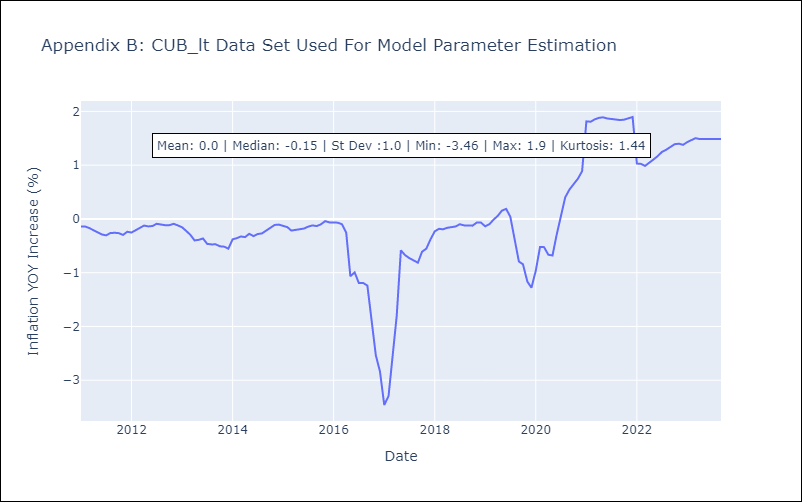 Appendix B: CUB_lt Data Set Used For Model Parameter Estimation
Mean: 0.0 | Median: -0.15 | St Dev :1.0 | Min: -3.46 | Max: 1.9 | Kurtosis: 1.44
Inflation YOY Increase (%)
2
1
0
−1
−2
−3
2012 2014 2016 2018 2020 2022
Date